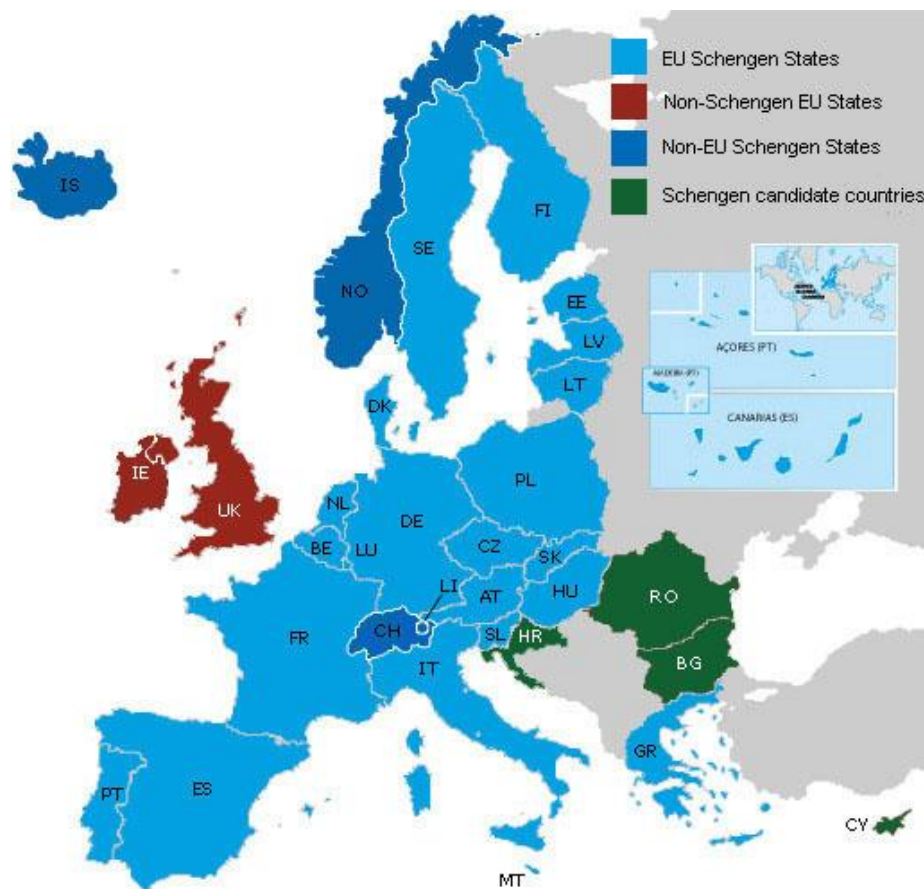 EU Schengen States
Non-Schengen EU States
Non-EU Schengen States
Schengen candidate countries
IS
FI
SE
NO
EE
LV
AÇORES (PT)
LT
MADEIRA (PT)
DK
CANARIAS (ES)
IE
PL
NL
UK
DE
BE
LU
CZ
SK
LI
HU
AT
RO
FR
CH
SL
HR
IT
BG
GR
PT
ES
CY
MT